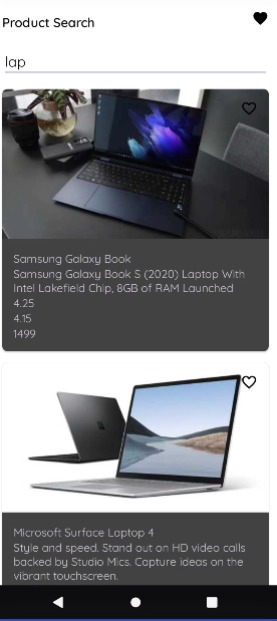 Product Search
lap
Samsung Galaxy Book
Samsung Galaxy Book S (2020) Laptop With
Intel Lakefield Chip, 8GB of RAM Launched
4.25
4.15
1499
Microsoft Surface Laptop 4
Style and speed. Stand out on HD video calls
backed by Studio Mics. Capture ideas on the
vibrant touchscreen.